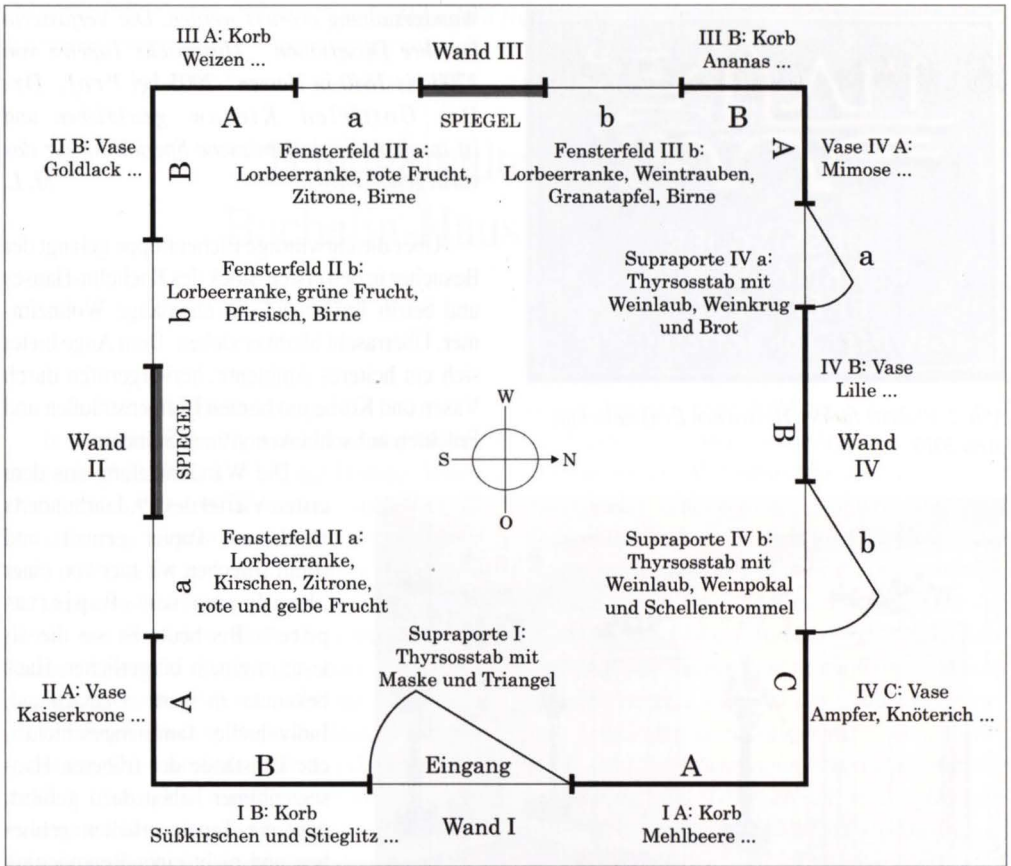 III A: Korb
Weizen ...
Wand III
III B: Korb
Ananas ...
A
a
SPIEGEL
b
B
II B: Vase
Goldlack ...
B
Fensterfeld III a:
Lorbeerranke, rote Frucht,
Zitrone, Birne
Fensterfeld III b:
Lorbeerranke, Weintrauben,
Granatapfel, Birne
A
Vase IV A:
Mimose ...
Fensterfeld II b:
Lorbeerranke, grüne Frucht,
Pfirsisch, Birne
b
Supraporte IV a:
Thyrsosstab mit
Weinlaub, Weinkrug
und Brot
a
IV B: Vase
Lilie ...
Wand
II
SPIEGEL
W
S
N
O
B
Wand
IV
Fensterfeld II a:
Lorbeerranke,
Kirschen, Zitrone,
rote und gelbe Frucht
a
Supraporte IV b:
Thyrsosstab mit
Weinlaub, Weinpokal
und Schellentrommel
b
Supraporte I:
Thyrsosstab mit
Maske und Triangel
II A: Vase
Kaiserkrone ...
A
C
IV C: Vase
Ampfer, Knöterich ...
B
Eingang
A
I B: Korb
Süßkirschen und Stieglitz ...
Wand I
I A: Korb
Mehlbeere ...